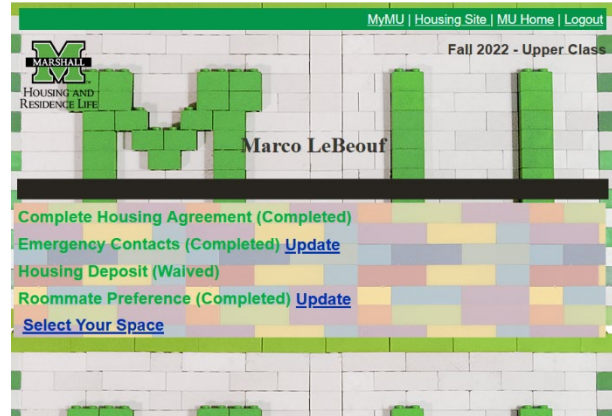 MyMU | Housing Site | MU Home | Logout
Fall 2022 - Upper Class
MARSHALL
HOUSING AND
RESIDENCE LIFE
Marco LeBeouf
Complete Housing Agreement (Completed)
Emergency Contacts (Completed) Update
Housing Deposit (Waived)
Roommate Preference (Completed) Update
Select Your Space